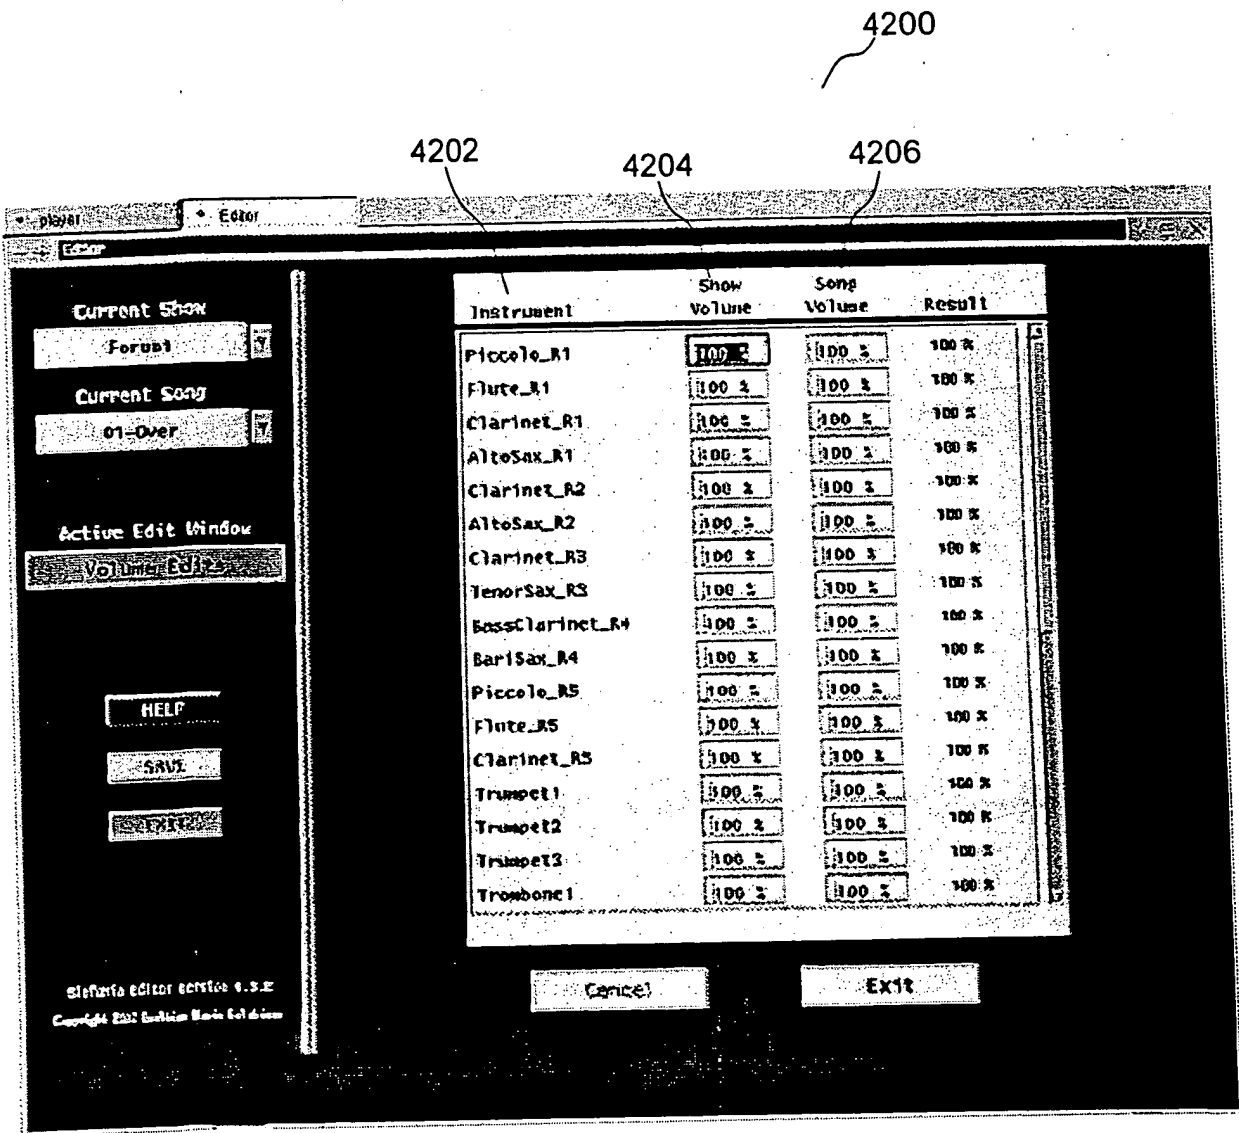 4200
4202 4204 4206
player Editor
Editor
Current Show
Forum1
Current Song
01-Over
Active Edit Window
Volume Edits
HELP
SAVE
EXIT
editor
Copyright
Instrument Show Volume Song Volume Result
Piccolo_R1 100 % 100 % 100 %
Flute_R1 100 % 100 % 100 %
Clarinet_R1 100 % 100 % 100 %
AltoSax_R1 100 % 100 % 100 %
Clarinet_R2 100 % 100 % 100 %
AltoSax_R2 100 % 100 % 100 %
Clarinet_R3 100 % 100 % 100 %
TenorSax_R3 100 % 100 % 100 %
BassClarinet_R4 100 % 100 % 100 %
BariSax_R4 100 % 100 % 100 %
Piccolo_R5 100 % 100 % 100 %
Flute_R5 100 % 100 % 100 %
Clarinet_R5 100 % 100 % 100 %
Trumpet1 100 % 100 % 100 %
Trumpet2 100 % 100 % 100 %
Trumpet3 100 % 100 % 100 %
Trombone1 100 % 100 % 100 %
Cancel Exit